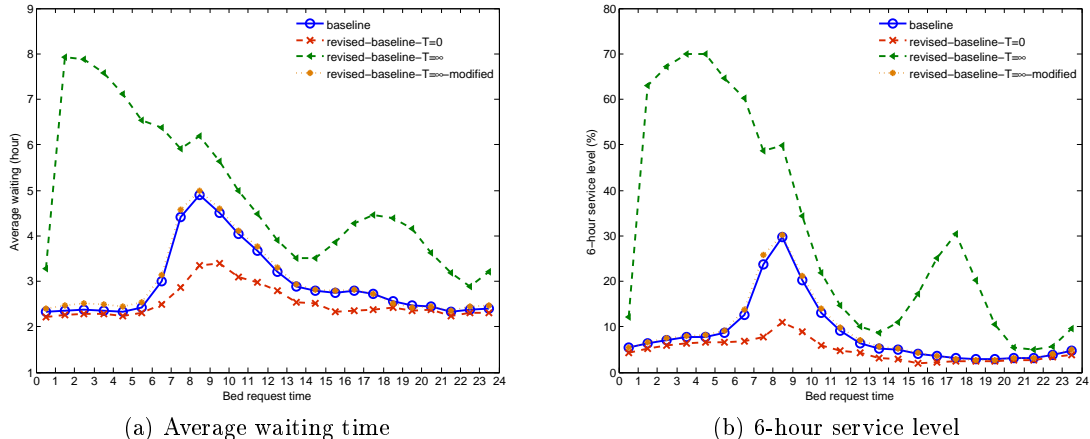 9
8
7
6
5
4
3
2
1
Average waiting (hour)
baseline
revised−baseline−T=0
revised−baseline−T=∞
revised−baseline−T=∞−modified
0 1 2 3 4 5 6 7 8 9 10 11 12 13 14 15 16 17 18 19 20 21 22 23 24
Bed request time
(a) Average waiting time
80
70
60
50
40
30
20
10
0
6−hour service level (%)
baseline
revised−baseline−T=0
revised−baseline−T=∞
revised−baseline−T=∞−modified
0 1 2 3 4 5 6 7 8 9 10 11 12 13 14 15 16 17 18 19 20 21 22 23 24
Bed request time
(b) 6-hour service level